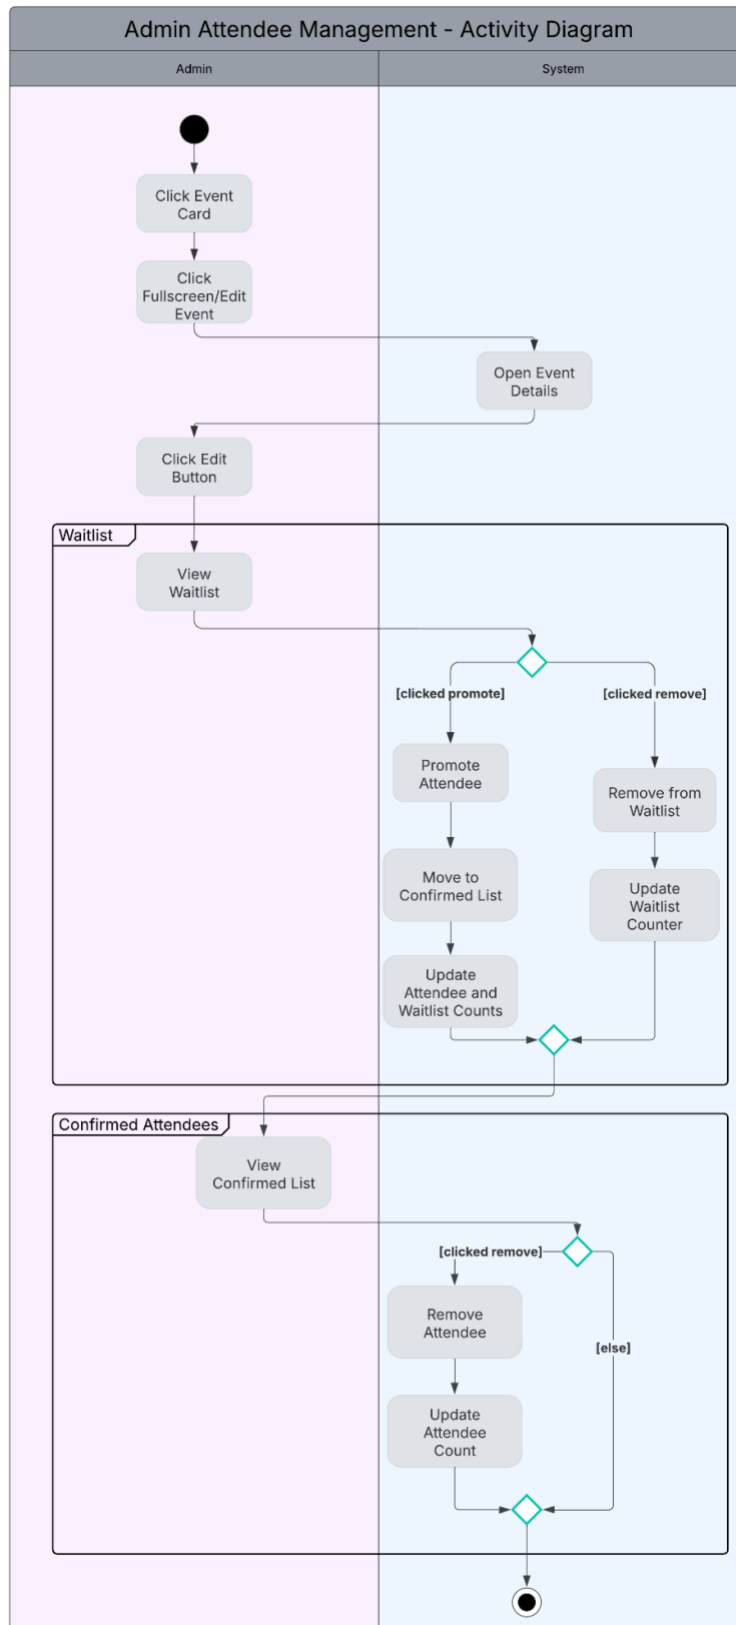 Admin Attendee Management - Activity Diagram
Admin
System
Click Event
Card
Click
Fullscreen/Edit
Event
Open Event
Details
Click Edit
Button
Waitlist
View
Waitlist
[clicked promote]
[clicked remove]
Promote
Attendee
Remove from
Waitlist
Move to
Confirmed List
Update
Waitlist
Counter
Update
Attendee and
Waitlist Counts
Confirmed Attendees
View
Confirmed List
[clicked remove]
Remove
Attendee
[else]
Update
Attendee
Count